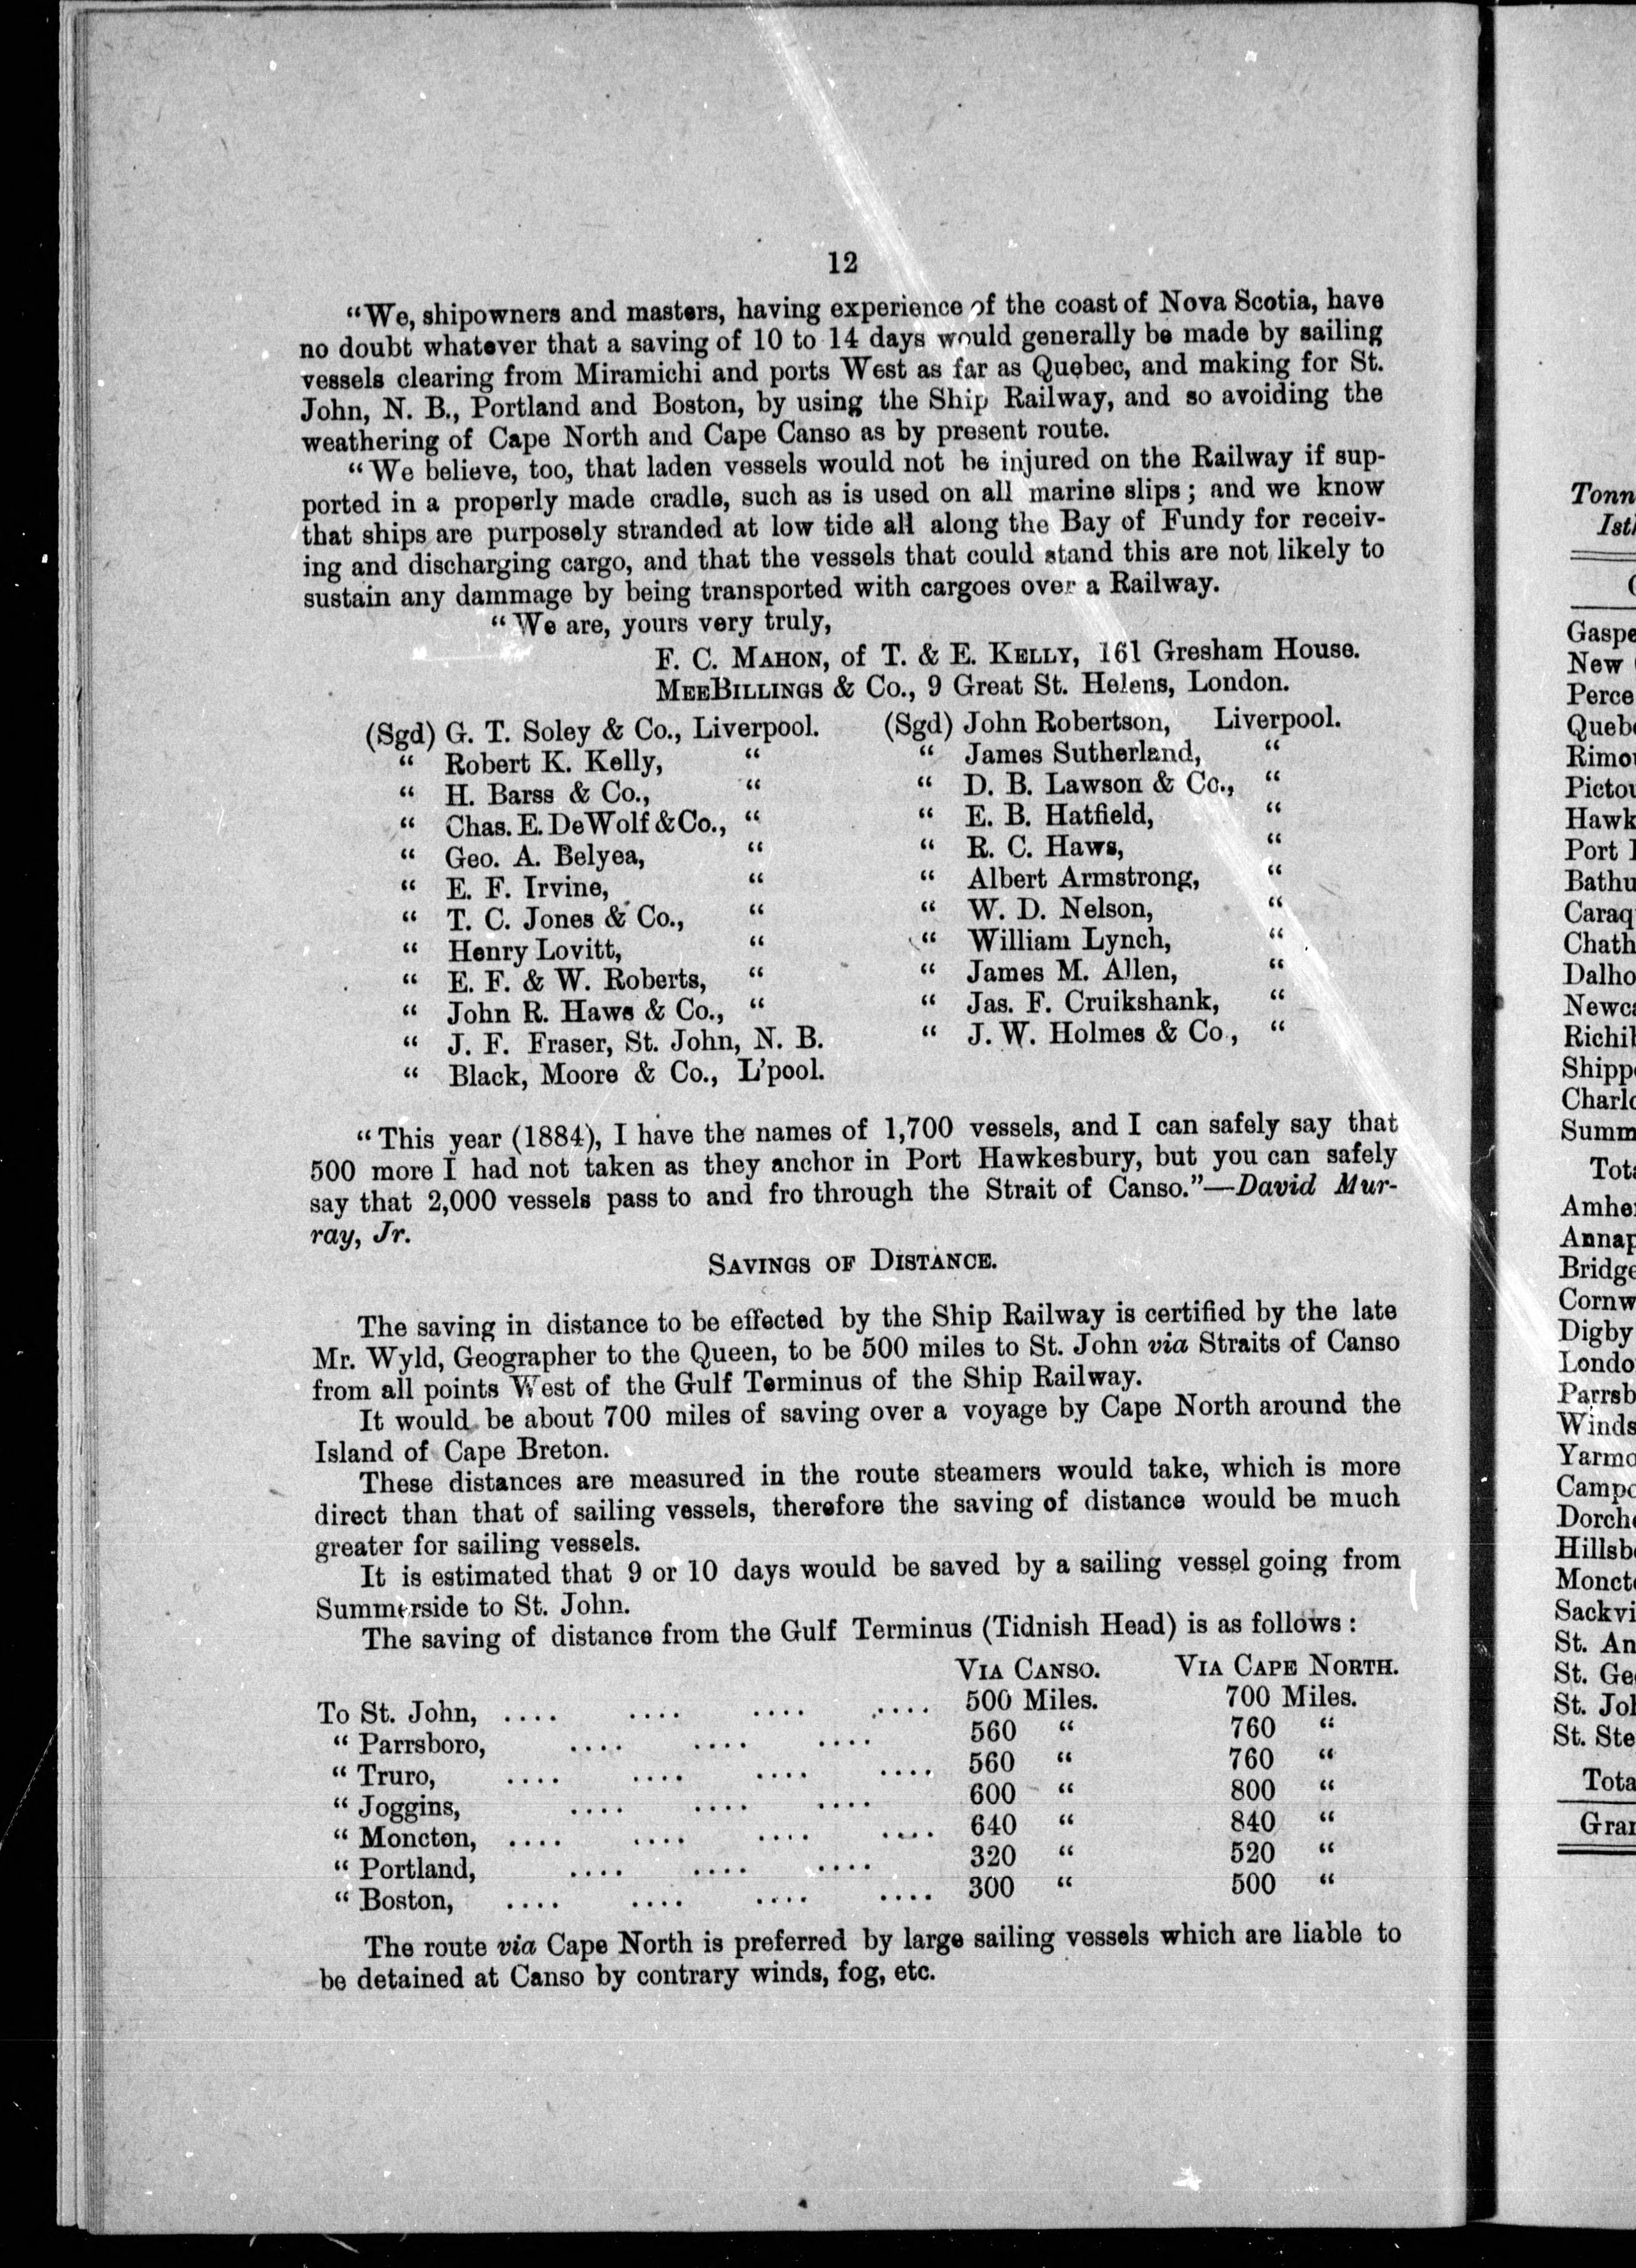 12
“We, shipowners and masters, having experience of the coast of Nova Scotia, have
no doubt whatever that a saving of 10 to 14 days would generally be made by sailing
vessels clearing from Miramichi and ports West as far as Quebec, and making for St.
John, N. B., Portland and Boston, by using the Ship Railway, and so avoiding the
weathering of Cape North and Cape Canso as by present route.
“We believe, too, that laden vessels would not be injured on the Railway if sup-
ported in a properly made cradle, such as is used on all marine slips; and we know
that ships are purposely stranded at low tide all along the Bay of Fundy for receiv-
ing and discharging cargo, and that the vessels that could stand this are not likely to
sustain any dammage by being transported with cargoes over a Railway.
“We are, yours very truly,
F. C. MAHON, of T. & E. KELLY, 161 Gresham House.
MEEBILLINGS & Co., 9 Great St. Helens, London.
(Sgd) G. T. Soley & Co., Liverpool. (Sgd) John Robertson, Liverpool.
“ Robert K. Kelly, “ “ James Sutherland, “
“ H. Barss & Co., “ “ D. B. Lawson & Co., “
“ Chas. E. DeWolf & Co., “ “ E. B. Hatfield, “
“ Geo. A. Belyea, “ “ R. C. Haws, “
“ E. F. Irvine, “ “ Albert Armstrong, “
“ T. C. Jones & Co., “ “ W. D. Nelson, “
“ Henry Lovitt, “ “ William Lynch, “
“ E. F. & W. Roberts, “ “ James M. Allen, “
“ John R. Haws & Co., “ “ Jas. F. Cruikshank, “
“ J. F. Fraser, St. John, N. B. “ J. W. Holmes & Co., “
“ Black, Moore & Co., L’pool.
“This year (1884), I have the names of 1,700 vessels, and I can safely say that
500 more I had not taken as they anchor in Port Hawkesbury, but you can safely
say that 2,000 vessels pass to and fro through the Strait of Canso.”—David Mur-
ray, Jr.
SAVINGS OF DISTANCE.
The saving in distance to be effected by the Ship Railway is certified by the late
Mr. Wyld, Geographer to the Queen, to be 500 miles to St. John via Straits of Canso
from all points West of the Gulf Terminus of the Ship Railway.
It would be about 700 miles of saving over a voyage by Cape North around the
Island of Cape Breton.
These distances are measured in the route steamers would take, which is more
direct than that of sailing vessels, therefore the saving of distance would be much
greater for sailing vessels.
It is estimated that 9 or 10 days would be saved by a sailing vessel going from
Summerside to St. John.
The saving of distance from the Gulf Terminus (Tidnish Head) is as follows:
VIA CANSO. VIA CAPE NORTH.
To St. John, .... .... .... .... 500 Miles. 700 Miles.
“ Parrsboro, .... .... .... 560 “ 760 “
“ Truro, .... .... .... .... 560 “ 760 “
“ Joggins, .... .... .... 600 “ 800 “
“ Moncton, .... .... .... .... 640 “ 840 “
“ Portland, .... .... .... 320 “ 520 “
“ Boston, .... .... .... .... 300 “ 500 “
The route via Cape North is preferred by large sailing vessels which are liable to
be detained at Canso by contrary winds, fog, etc.
Tonn
Ist
Gaspe
New
Perce
Queb
Rimo
Pictou
Hawk
Port
Bathu
Caraq
Chath
Dalho
Newca
Richi
Shipp
Charlo
Summ
Tota
Amhe
Annap
Bridge
Cornw
Digby
Londo
Parrsb
Winds
Yarmo
Campo
Dorch
Hillsb
Moncto
Sackvi
St. An
St. Ge
St. Jo
St. Ste
Tota
Gra